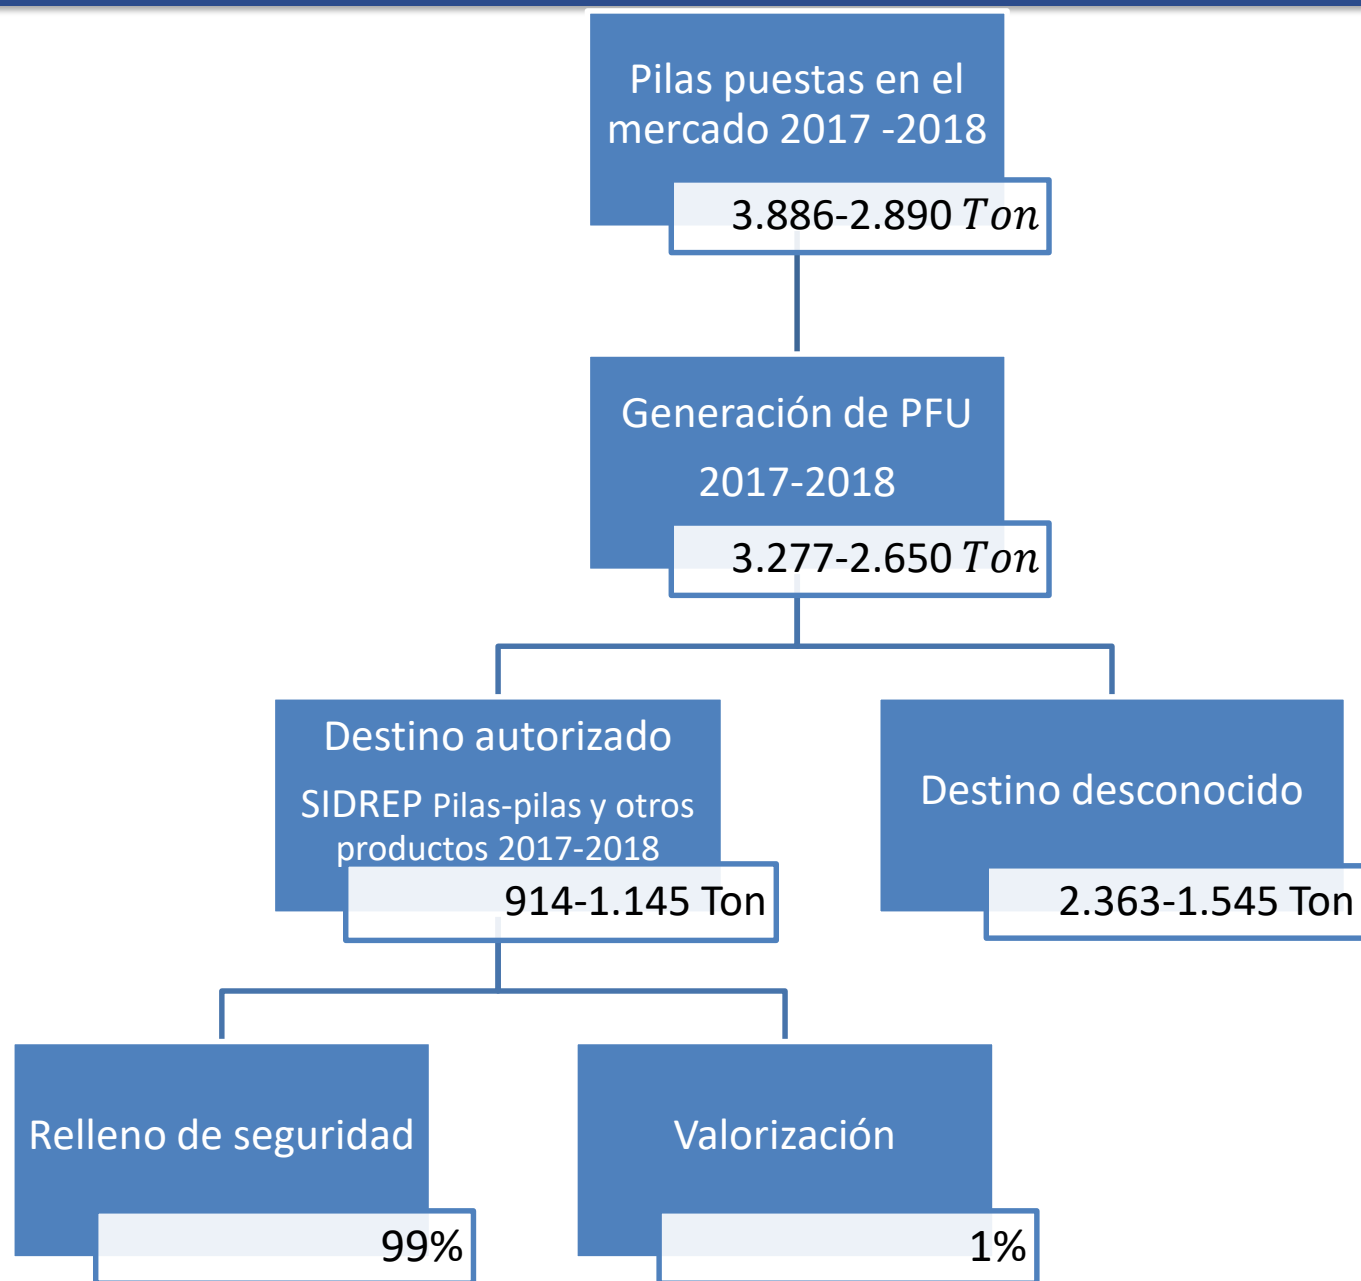 Pilas puestas en el
mercado 2017 -2018
3.886-2.890 Ton
Generación de PFU
2017-2018
3.277-2.650 Ton
Destino autorizado
SIDREP Pilas-pilas y otros
productos 2017-2018
914-1.145 Ton
Destino desconocido
2.363-1.545 Ton
Relleno de seguridad
99%
Valorización
1%